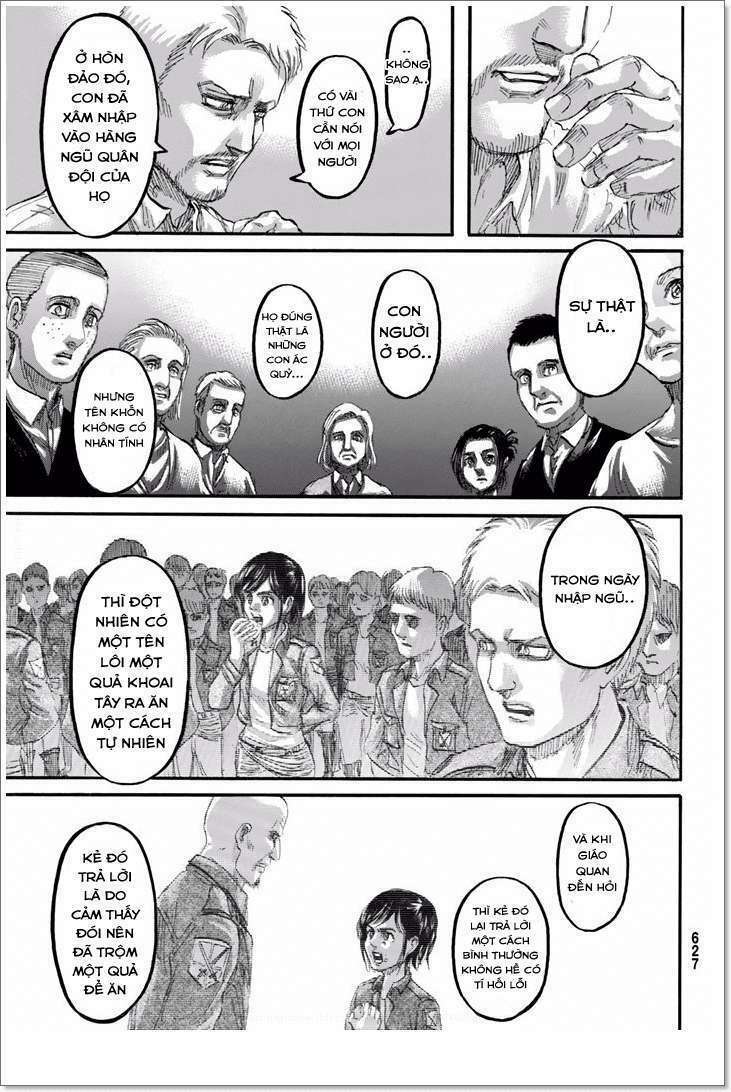 ..
KHÔNG
SAO Ạ..
CÓ VÀI
THỨ CON
CẦN NÓI
VỚI MỌI
NGƯỜI
Ở HÒN
ĐẢO ĐÓ,
CON ĐÃ
XÂM NHẬP
VÀO HÀNG
NGŨ QUÂN
ĐỘI CỦA
HỌ
SỰ THẬT
LÀ..
CON
NGƯỜI
Ở ĐÓ..
HỌ ĐÚNG
THẬT LÀ
NHỮNG
CON ÁC
QUỶ...
NHƯNG
TÊN KHỐN
KHÔNG CÓ
NHÂN TÍNH
TRONG NGÀY
NHẬP NGŨ..
THÌ ĐỘT
NHIÊN CÓ
MỘT TÊN
LÔI MỘT
QUẢ KHOAI
TÂY RA ĂN
MỘT CÁCH
TỰ NHIÊN
VÀ KHI
GIÁO
QUAN
ĐẾN HỎI
THÌ KẺ ĐÓ
LẠI TRẢ LỜI
MỘT CÁCH
BÌNH THƯỜNG
KHÔNG HỀ CÓ
TÍ HỐI LỖI
KẺ ĐÓ
TRẢ LỜI
LÀ DO
CẢM THẤY
ĐÓI NÊN
ĐÃ TRỘM
MỘT QUẢ
ĐỂ ĂN
627